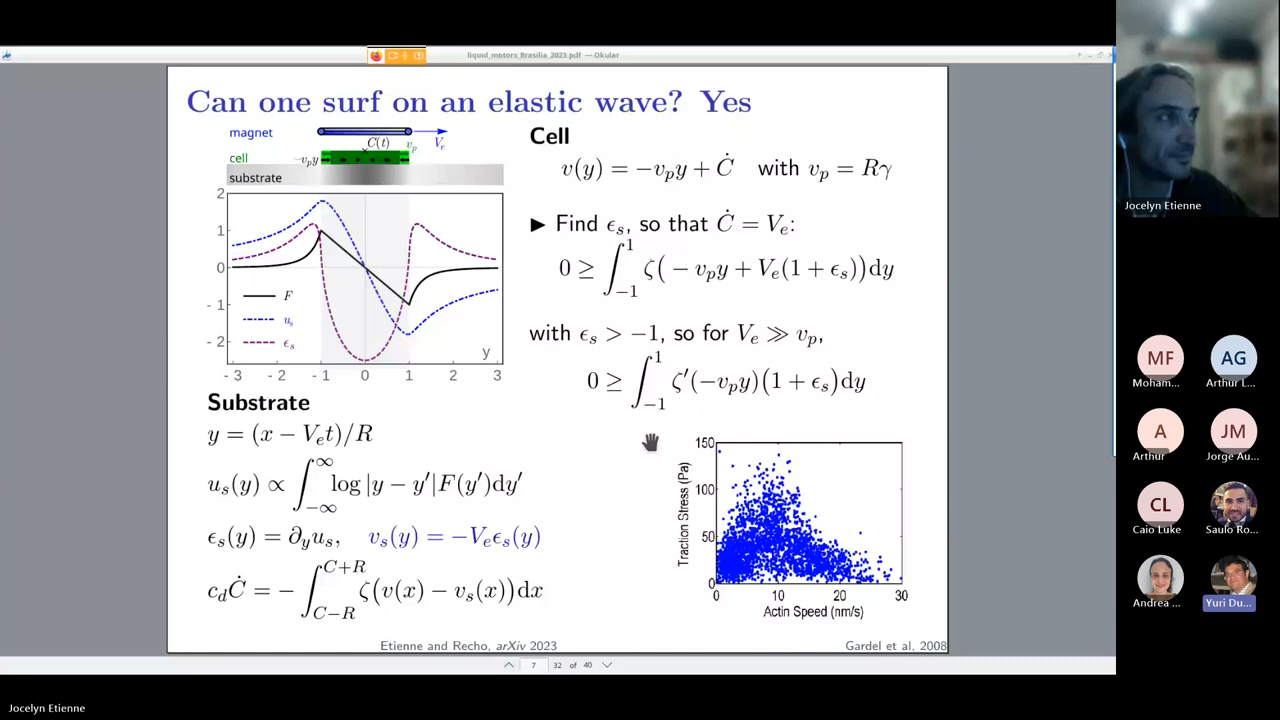 liquid_motors_Brasilia_2023.pdf — Okular
Can one surf on an elastic wave? Yes
magnet
C(t)
v_p
V_e
cell
−v_p y
substrate
2
1
0
- 1
- 2
F
u_s
ϵ_s
y
- 3 - 2 - 1 0 1 2 3
Substrate
y = (x − V_e t)/R
u_s(y) ∝ ∫_{−∞}^{∞} log|y − y′|F(y′)dy′
ϵ_s(y) = ∂_y u_s, v_s(y) = −V_e ϵ_s(y)
c_d Ċ = − ∫_{C−R}^{C+R} ζ(v(x) − v_s(x))dx
Cell
v(y) = −v_p y + Ċ with v_p = Rγ
▶ Find ϵ_s, so that Ċ = V_e:
0 ≥ ∫_{−1}^{1} ζ(− v_p y + V_e(1 + ϵ_s))dy
with ϵ_s > −1, so for V_e ≫ v_p,
0 ≥ ∫_{−1}^{1} ζ′(−v_p y)(1 + ϵ_s)dy
Traction Stress (Pa)
150
100
50
0
0 10 20 30
Actin Speed (nm/s)
Etienne and Recho, arXiv 2023
Gardel et al, 2008
7 32 of 40
Jocelyn Etienne
MF
Moham...
AG
Arthur L...
A
Arthur
JM
Jorge Au...
CL
Caio Luke
Saulo Ro...
Andrea ...
Yuri Du...
Jocelyn Etienne